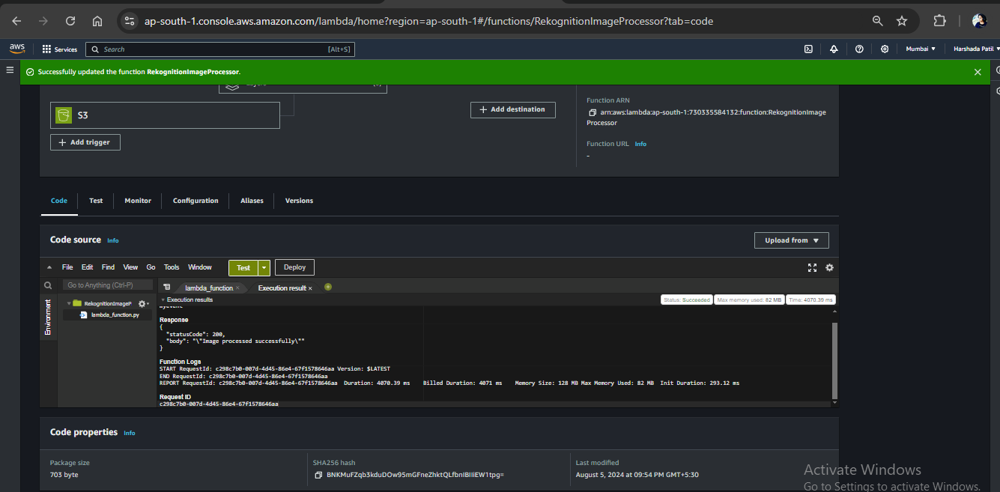 ap-south-1.console.aws.amazon.com/lambda/home?region=ap-south-1#/functions/RekognitionImageProcessor?tab=code
aws
Services
Search
[Alt+S]
Mumbai ▼
Harshada Patil ▼
Successfully updated the function RekognitionImageProcessor.
S3
+ Add destination
+ Add trigger
Function ARN
arn:aws:lambda:ap-south-1:730335584132:function:RekognitionImage
Processor
Function URL Info
-
Code
Test
Monitor
Configuration
Aliases
Versions
Code source Info
Upload from ▼
File Edit Find View Go Tools Window
Test
Deploy
Go to Anything (Ctrl-P)
lambda_function ×
Execution result ×
Environment
RekognitionImageP
lambda_function.py
Execution results
Status: Succeeded
Max memory used: 82 MB
Time: 4070.39 ms
Response
{
"statusCode": 200,
"body": "\"Image processed successfully\""
}
Function Logs
START RequestId: c298c7b0-007d-4d45-86e4-67f1578646aa Version: $LATEST
END RequestId: c298c7b0-007d-4d45-86e4-67f1578646aa
REPORT RequestId: c298c7b0-007d-4d45-86e4-67f1578646aa Duration: 4070.39 ms Billed Duration: 4071 ms Memory Size: 128 MB Max Memory Used: 82 MB Init Duration: 293.12 ms
Request ID
c298c7b0-007d-4d45-86e4-67f1578646aa
Code properties Info
Package size
703 byte
SHA256 hash
Last modified
August 5, 2024 at 09:54 PM GMT+5:30
Activate Windows
Go to Settings to activate Windows.